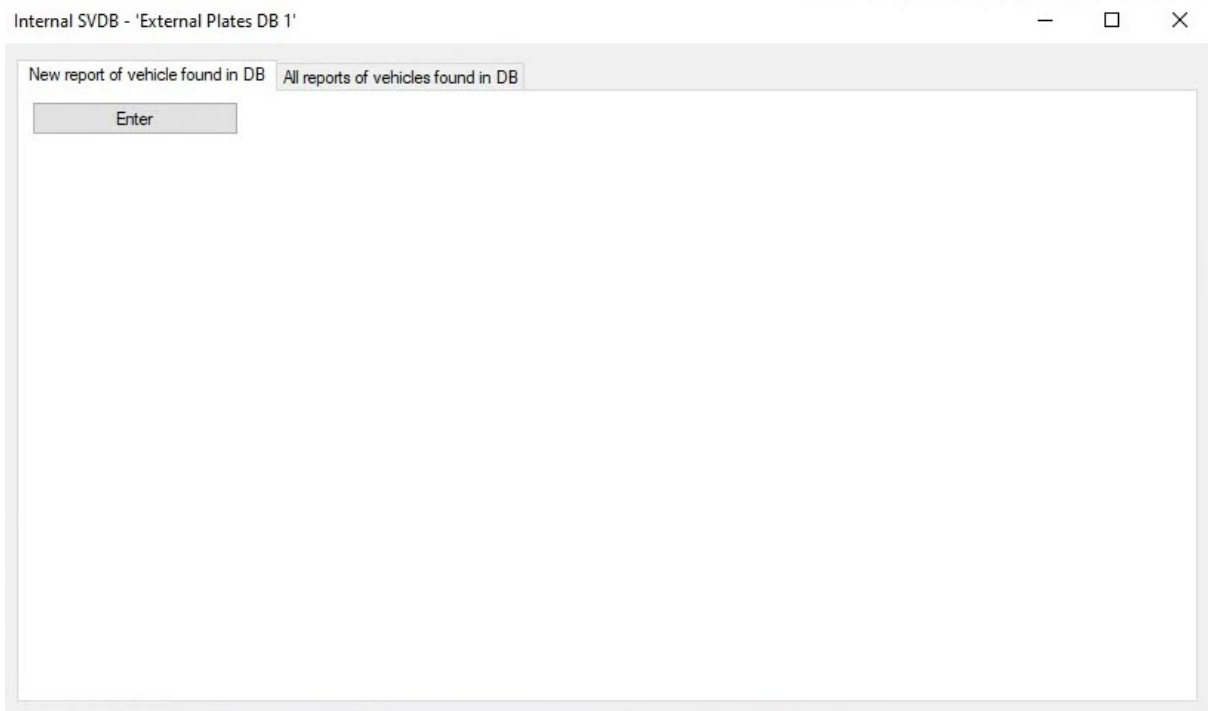 Internal SVDB - 'External Plates DB 1'
New report of vehicle found in DB
All reports of vehicles found in DB
Enter